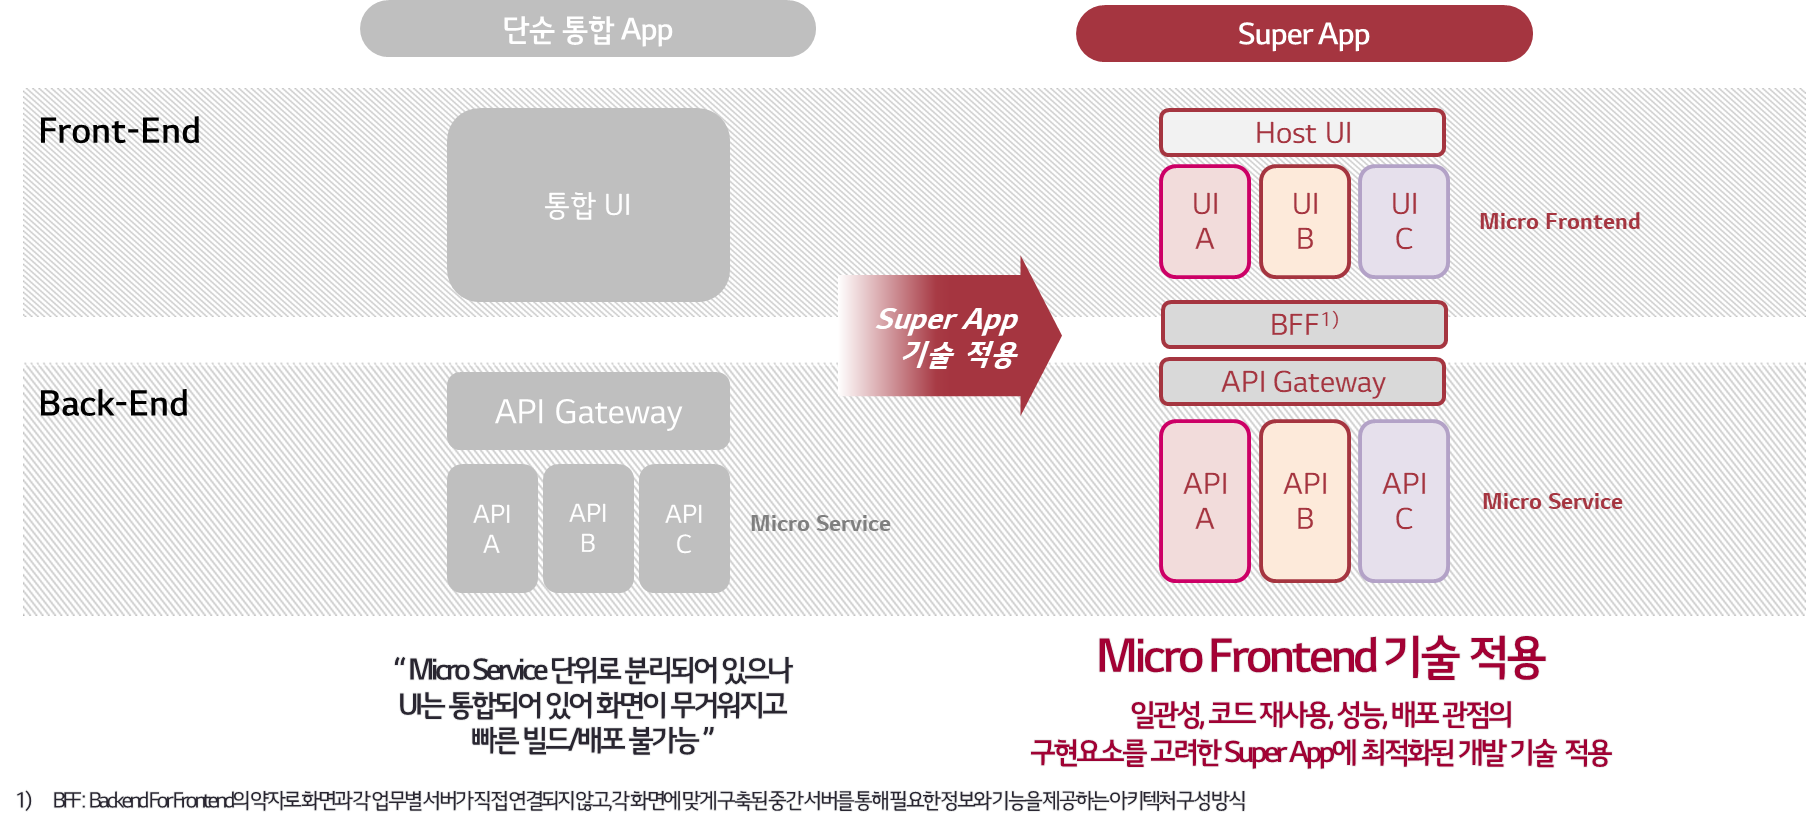 단순 통합 App
Super App
Front-End
통합 UI
Host UI
UI
A
UI
B
UI
C
Micro Frontend
Super App
기술 적용
BFF1)
Back-End
API Gateway
API
A
API
B
API
C
Micro Service
API Gateway
API
A
API
B
API
C
Micro Service
“ Micro Service 단위로 분리되어 있으나
UI는 통합되어 있어 화면이 무거워지고
빠른 빌드/배포 불가능 ”
Micro Frontend 기술 적용
일관성, 코드 재사용, 성능, 배포 관점의
구현요소를 고려한 Super App에 최적화된 개발 기술 적용
1) BFF : Backend For Frontend의 약자로 화면과 각 업무별 서버가 직접 연결되지 않고, 각 화면에 맞게 구축된 중간 서버를 통해 필요한 정보와 기능을 제공하는 아키텍처 구성 방식